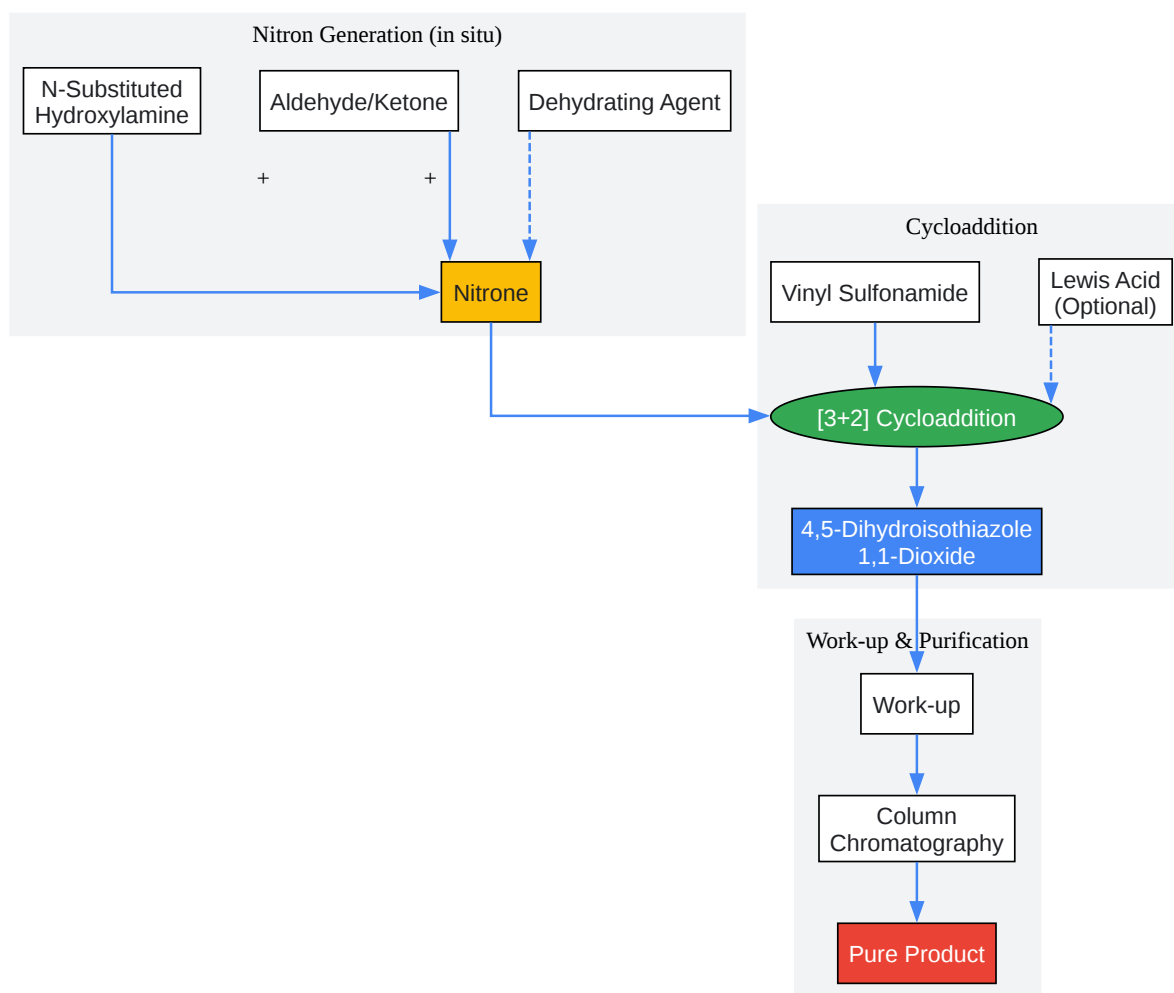 Nitron Generation (in situ)
N-Substituted
Hydroxylamine
Aldehyde/Ketone
Dehydrating Agent
+
+
Nitrone
Cycloaddition
Vinyl Sulfonamide
Lewis Acid
(Optional)
[3+2] Cycloaddition
4,5-Dihydroisothiazole
1,1-Dioxide
Work-up & Purification
Work-up
Column
Chromatography
Pure Product